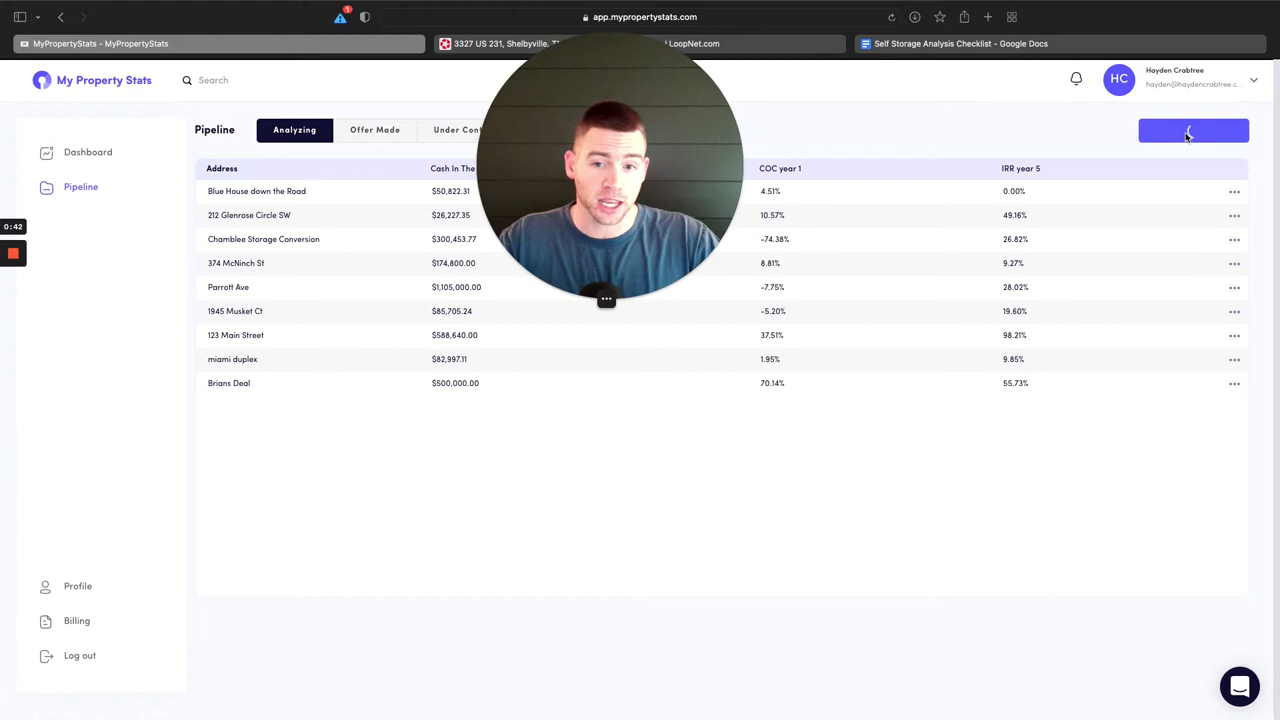 app.mypropertystats.com
1
MyPropertyStats - MyPropertyStats
3327 US 231, Shelbyville, T
LoopNet.com
Self Storage Analysis Checklist - Google Docs
My Property Stats
Search
HC
Hayden Crabtree
hayden@haydencrabtree.c...
Dashboard
Pipeline
0:42
Pipeline
Analyzing
Offer Made
Under Cont
Address
Cash In The
COC year 1
IRR year 5
Blue House down the Road
$50,822.31
4.51%
0.00%
212 Glenrose Circle SW
$26,227.35
10.57%
49.16%
Chamblee Storage Conversion
$300,453.77
-74.38%
26.82%
374 McNinch St
$174,800.00
8.81%
9.27%
Parrott Ave
$1,105,000.00
-7.75%
28.02%
1945 Musket Ct
$85,705.24
-5.20%
19.60%
123 Main Street
$588,640.00
37.51%
98.21%
miami duplex
$82,997.11
1.95%
9.85%
Brians Deal
$500,000.00
70.14%
55.73%
Profile
Billing
Log out